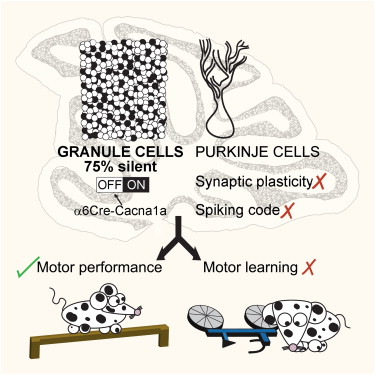 GRANULE CELLS
75% silent
OFF ON
α6Cre-Cacna1a
PURKINJE CELLS
Synaptic plasticity
Spiking code
Motor performance
Motor learning